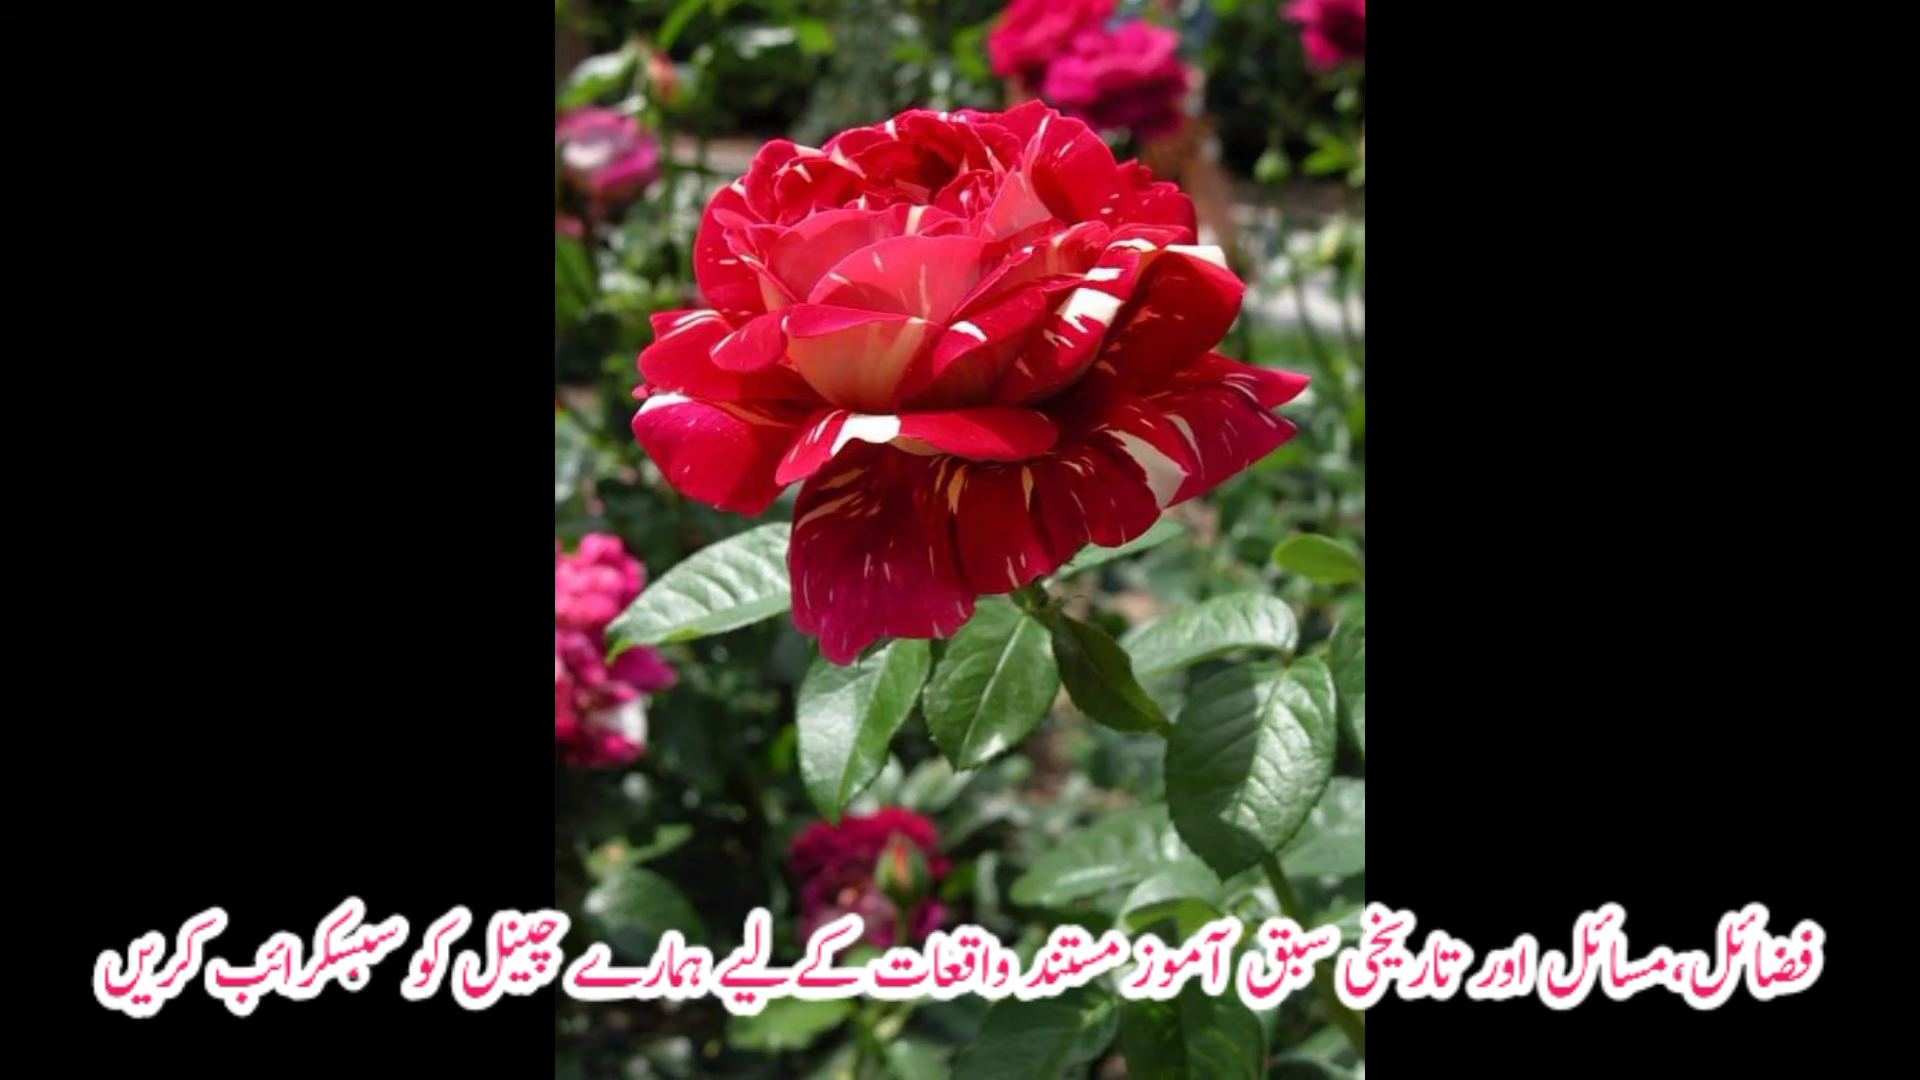 فضائل،مسائل اور تاریخی سبق آموز مستند واقعات کے لیے ہمارے چینل کو سبسکرائب کریں